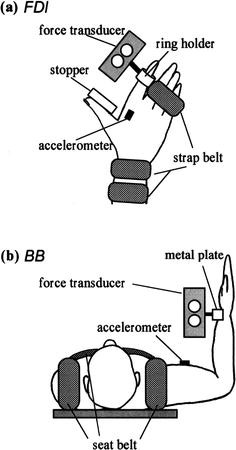 (a) FDI
force transducer
ring holder
stopper
accelerometer
strap belt
(b) BB
metal plate
force transducer
accelerometer
seat belt